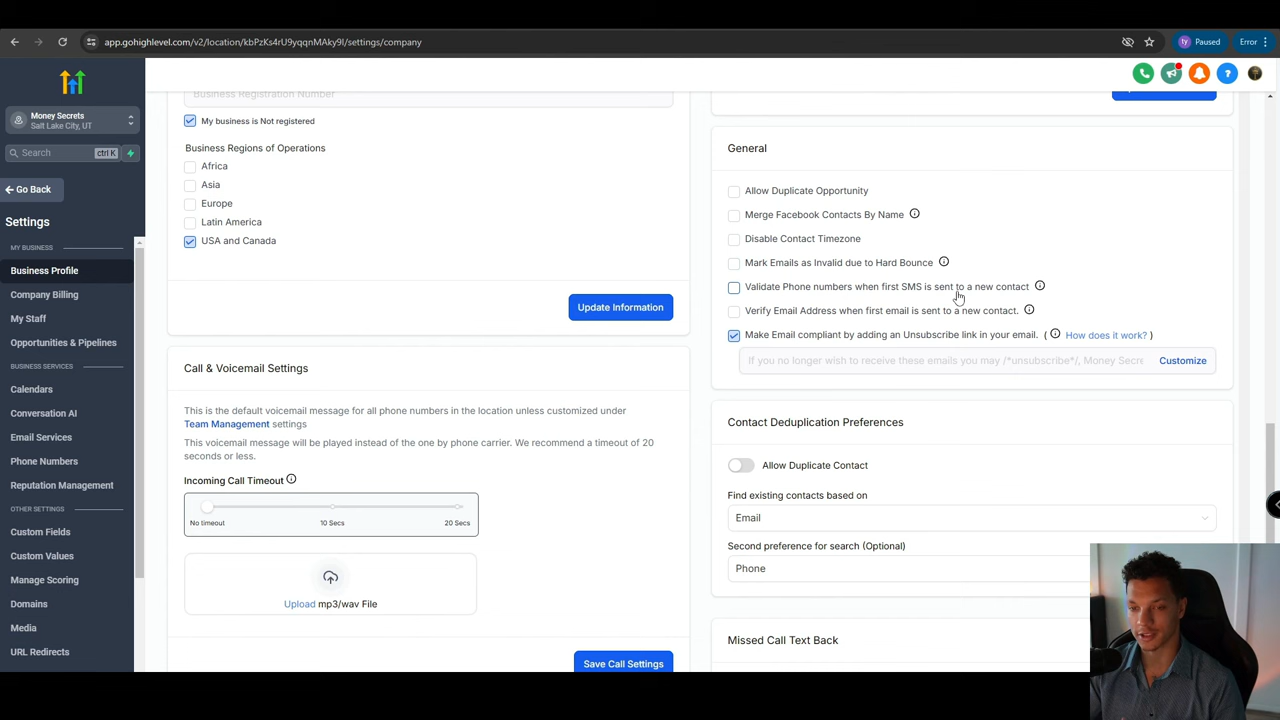 app.gohighlevel.com/v2/location/kbPzKs4rU9yqqnMAky9I/settings/company
ty
Paused
Error
Money Secrets
Salt Lake City, UT
Search
ctrl K
Go Back
Settings
MY BUSINESS
Business Profile
Company Billing
My Staff
Opportunities & Pipelines
BUSINESS SERVICES
Calendars
Conversation AI
Email Services
Phone Numbers
Reputation Management
OTHER SETTINGS
Custom Fields
Custom Values
Manage Scoring
Domains
Media
URL Redirects
Business Registration Number
My business is Not registered
Business Regions of Operations
Africa
Asia
Europe
Latin America
USA and Canada
Update Information
Call & Voicemail Settings
This is the default voicemail message for all phone numbers in the location unless customized under
Team Management settings
This voicemail message will be played instead of the one by phone carrier. We recommend a timeout of 20
seconds or less.
Incoming Call Timeout
No timeout
10 Secs
20 Secs
Upload mp3/wav File
Save Call Settings
General
Allow Duplicate Opportunity
Merge Facebook Contacts By Name
Disable Contact Timezone
Mark Emails as Invalid due to Hard Bounce
Validate Phone numbers when first SMS is sent to a new contact
Verify Email Address when first email is sent to a new contact.
Make Email compliant by adding an Unsubscribe link in your email. ( How does it work? )
If you no longer wish to receive these emails you may /*unsubscribe*/, Money Secre
Customize
Contact Deduplication Preferences
Allow Duplicate Contact
Find existing contacts based on
Email
Second preference for search (Optional)
Phone
Missed Call Text Back